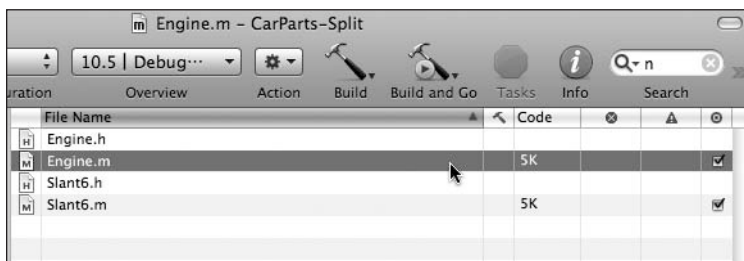 Engine.m – CarParts-Split
10.5 | Debug··· n
uration Overview Action Build Build and Go Tasks Info Search
File Name Code
Engine.h
Engine.m 5K
Slant6.h
Slant6.m 5K